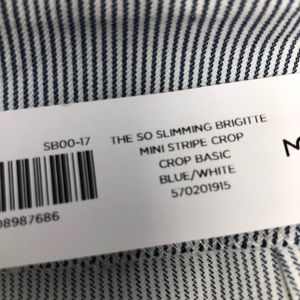 SB00-17
THE SO SLIMMING BRIGITTE
MINI STRIPE CROP
CROP BASIC
BLUE/WHITE
570201915
08987686
M